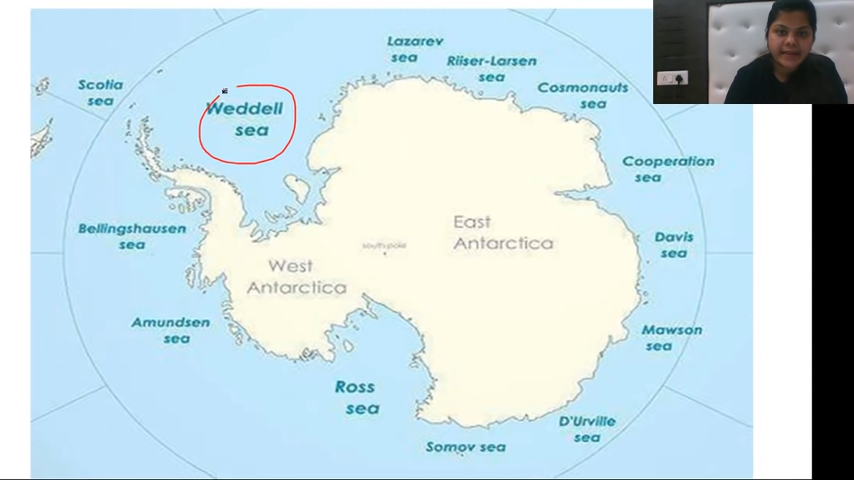 Lazarev
sea
Riiser-Larsen
sea
Cosmonauts
sea
Scotia
sea
Weddell
sea
Cooperation
sea
Bellingshausen
sea
East
Antarctica
Davis
sea
south pole
West
Antarctica
Amundsen
sea
Mawson
sea
Ross
sea
D'Urville
sea
Somov sea